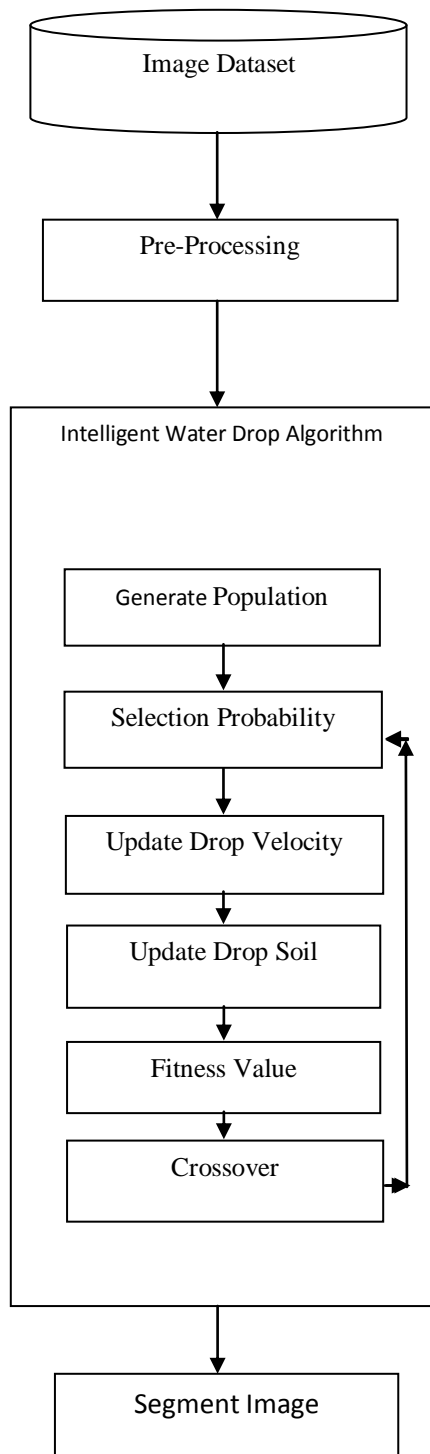 Image Dataset
Pre-Processing
Intelligent Water Drop Algorithm
Generate Population
Selection Probability
Update Drop Velocity
Update Drop Soil
Fitness Value
Crossover
Segment Image